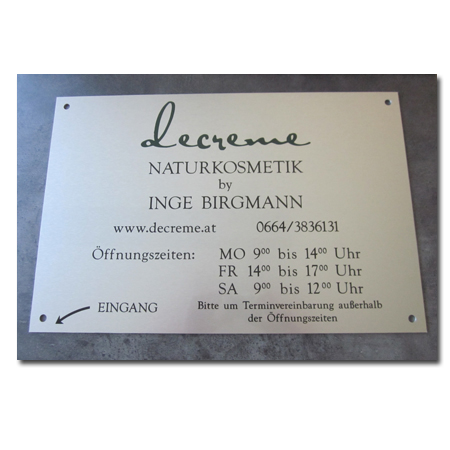 decreme
NATURKOSMETIK
by
INGE BIRGMANN
www.decreme.at 0664/3836131
Öffnungszeiten: MO 9⁰⁰ bis 14⁰⁰ Uhr
FR 14⁰⁰ bis 17⁰⁰ Uhr
SA 9⁰⁰ bis 12⁰⁰ Uhr
EINGANG Bitte um Terminvereinbarung außerhalb
der Öffnungszeiten